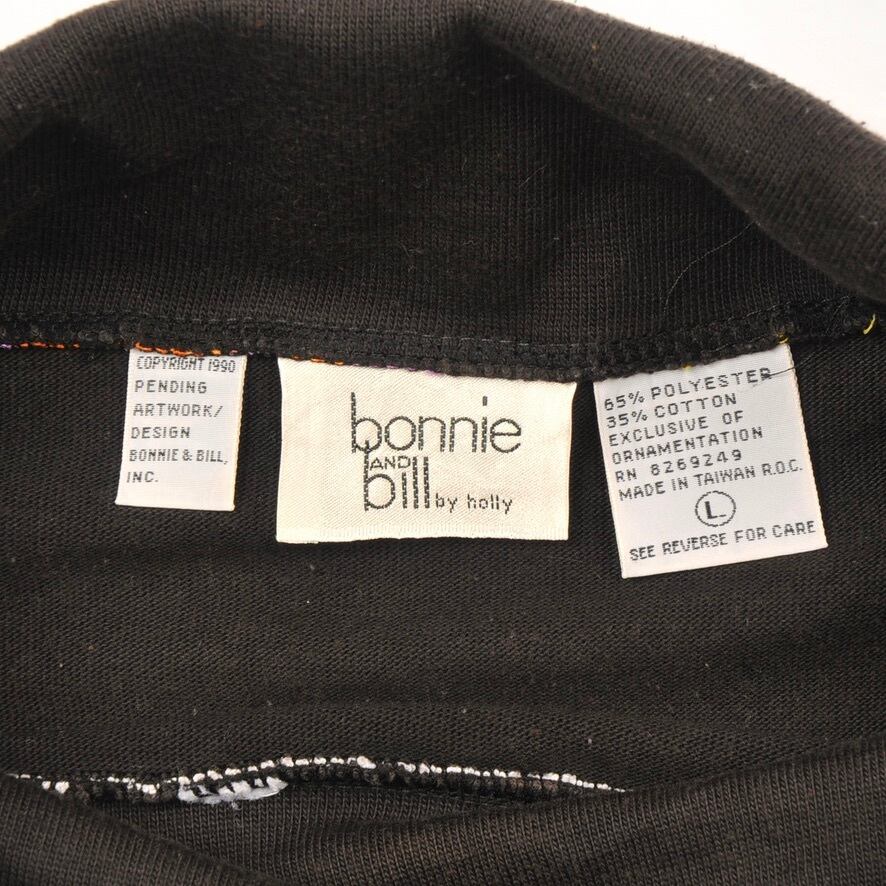 COPYRIGHT 1990
PENDING
ARTWORK/
DESIGN
BONNIE & BILL,
INC.
bonnie
AND
bill by holly
65% POLYESTER
35% COTTON
EXCLUSIVE OF
ORNAMENTATION
RN 8269249
MADE IN TAIWAN R.O.C.
L
SEE REVERSE FOR CARE